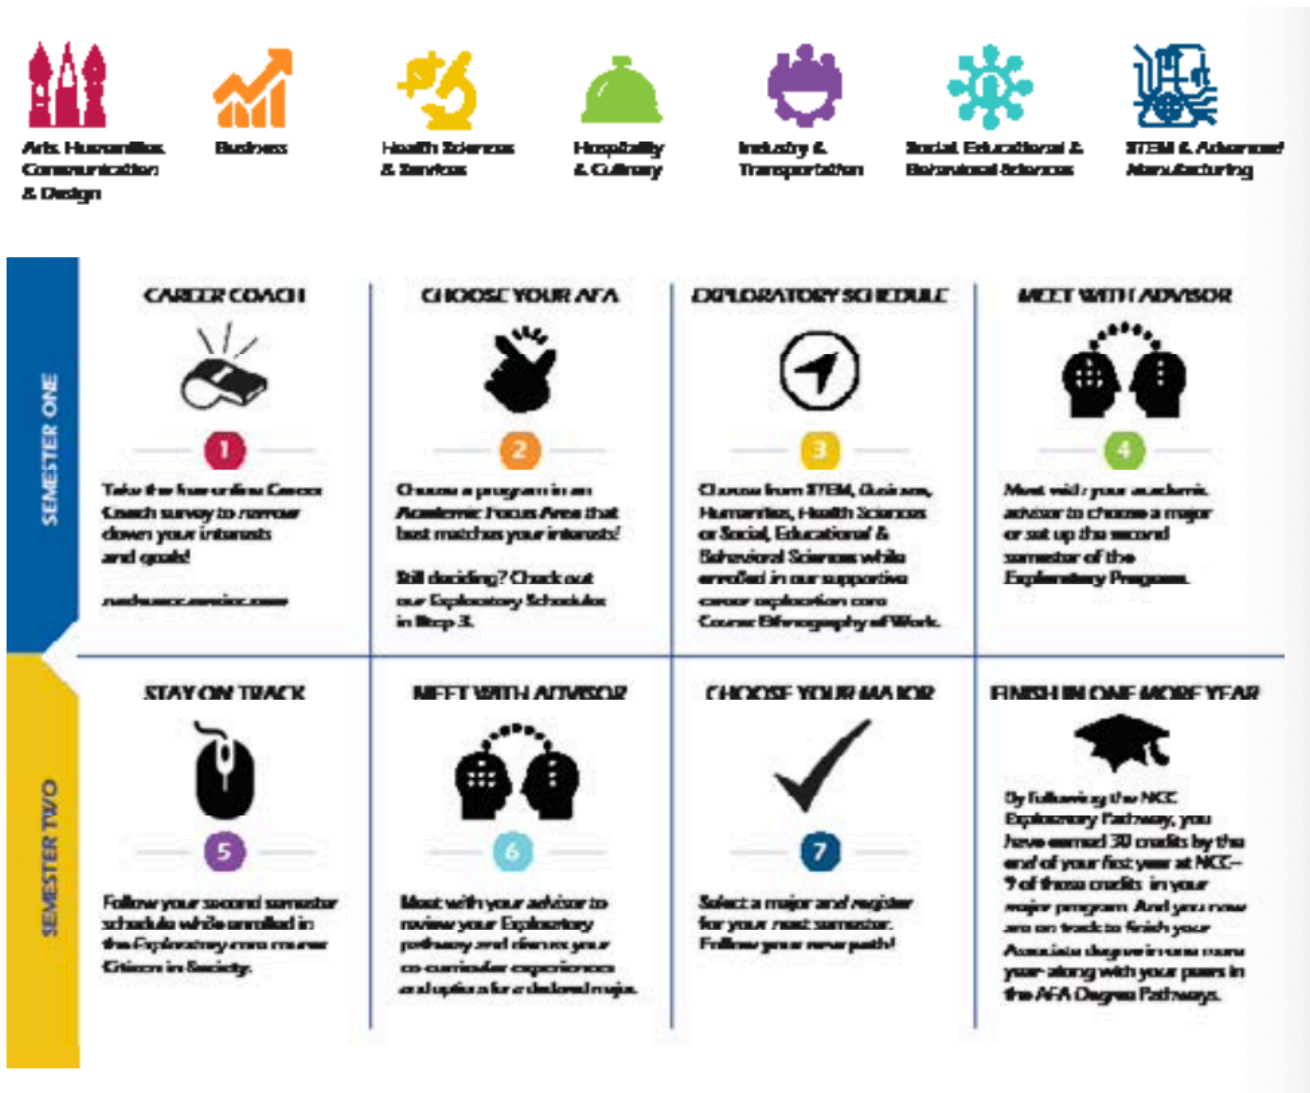 Arts, Humanities,
Communication
& Design
Business
Health Sciences
& Services
Hospitality
& Culinary
Industry &
Transportation
Social, Educational &
Behavioral Sciences
STEM & Advanced
Manufacturing
SEMESTER ONE
CAREER COACH
1
Take the free online Career
Coach survey to narrow
down your interests
and goals!
CHOOSE YOUR AFA
2
Choose a program in an
Academic Focus Area that
best matches your interests!
Still deciding? Check out
our Exploratory Schedules
in Step 3.
EXPLORATORY SCHEDULE
3
Choose from STEM, Business,
Humanities, Health Sciences
or Social, Educational &
Behavioral Sciences while
enrolled in our supportive
career exploration core
Course Ethnography of Work.
MEET WITH ADVISOR
4
Meet with your academic
advisor to choose a major
or set up the second
semester of the
Exploratory Program.
SEMESTER TWO
STAY ON TRACK
5
Follow your second semester
schedule while enrolled in
the Exploratory core course
Citizen in Society.
MEET WITH ADVISOR
6
Meet with your advisor to
review your Exploratory
pathway and discuss your
co-curricular experiences
and options for a declared major.
CHOOSE YOUR MAJOR
7
Select a major and register
for your next semester.
Follow your new path!
FINISH IN ONE MORE YEAR
By following the NCC
Exploratory Pathway, you
have earned 30 credits by the
end of your first year at NCC–
9 of those credits in your
major program. And you now
are on track to finish your
Associate degree in one more
year–along with your peers in
the AFA Degree Pathways.